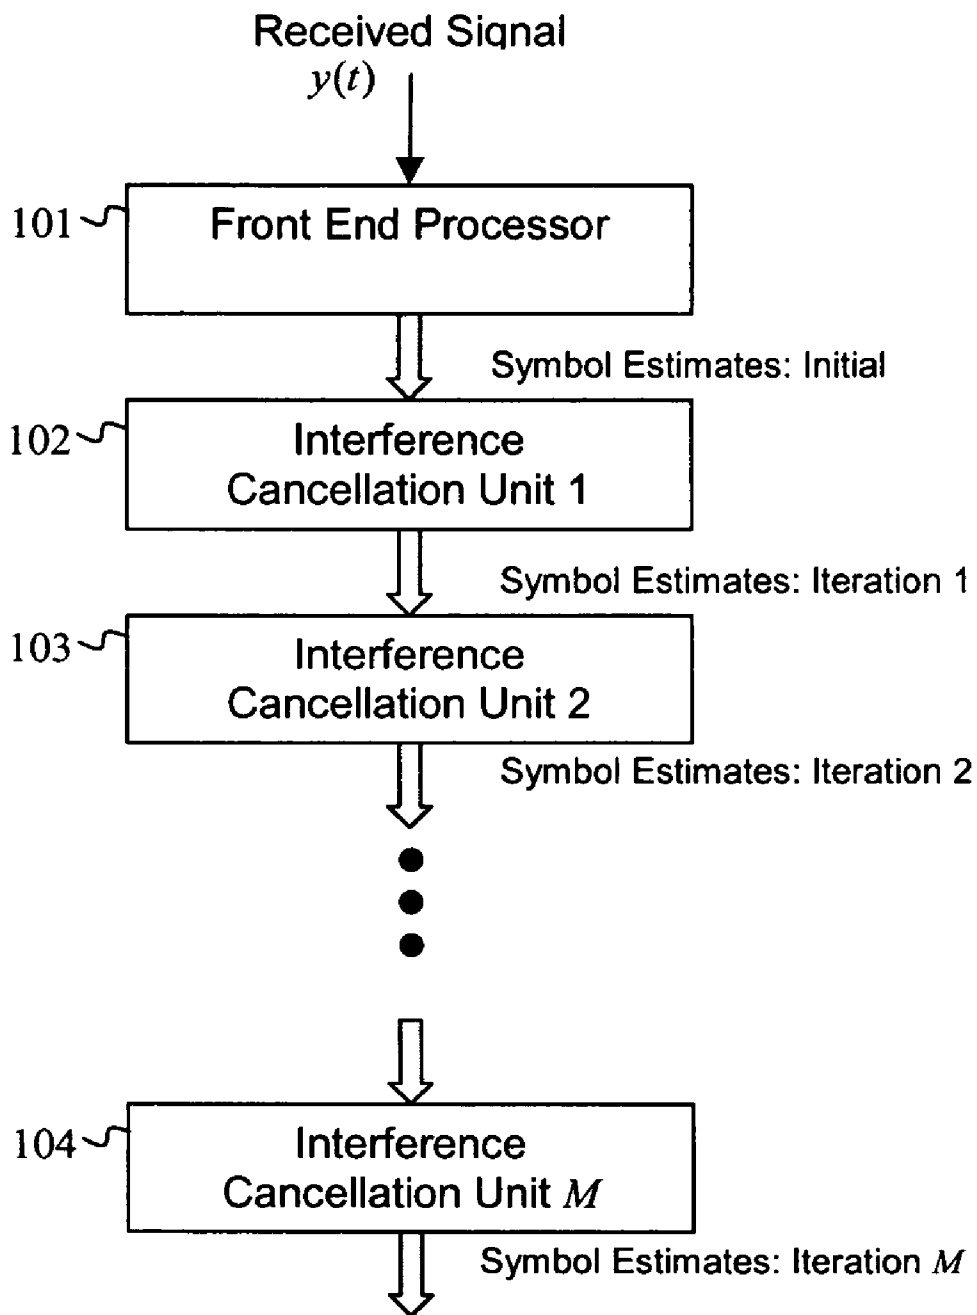 Received Signal
y(t)
101
Front End Processor
Symbol Estimates: Initial
102
Interference
Cancellation Unit 1
Symbol Estimates: Iteration 1
103
Interference
Cancellation Unit 2
Symbol Estimates: Iteration 2
104
Interference
Cancellation Unit M
Symbol Estimates: Iteration M